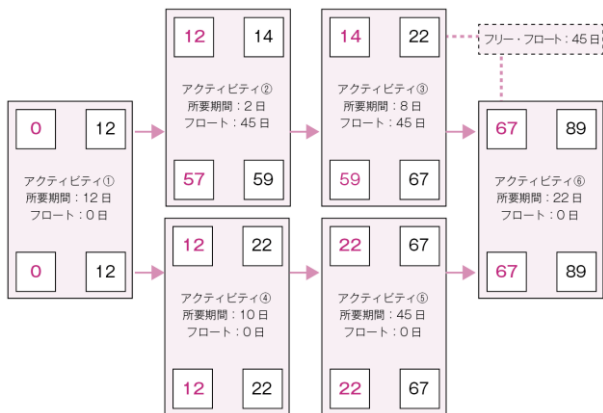 0 12
アクティビティ①
所要期間：12日
フロート：0日
0 12
12 14
アクティビティ②
所要期間：2日
フロート：45日
57 59
14 22
アクティビティ③
所要期間：8日
フロート：45日
59 67
12 22
アクティビティ④
所要期間：10日
フロート：0日
12 22
22 67
アクティビティ⑤
所要期間：45日
フロート：0日
22 67
フリー・フロート：45日
67 89
アクティビティ⑥
所要期間：22日
フロート：0日
67 89